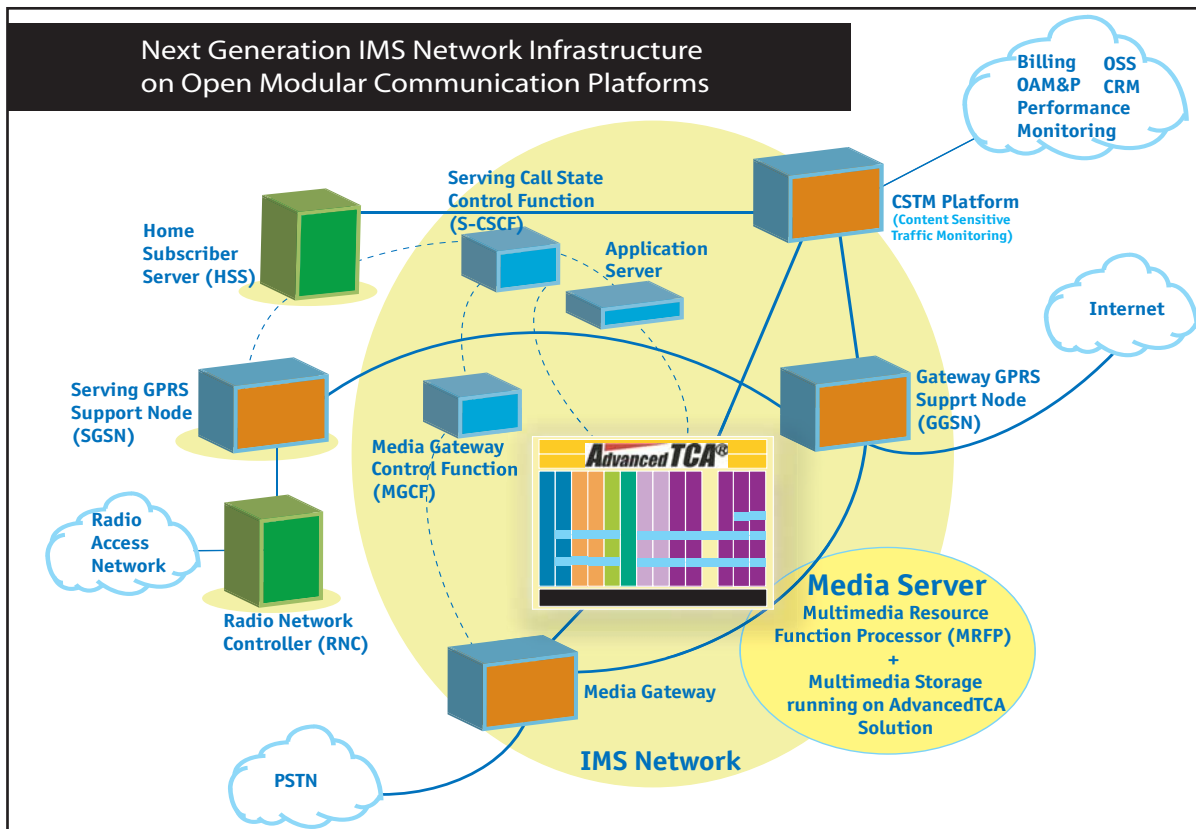 Next Generation IMS Network Infrastructure
on Open Modular Communication Platforms
Billing OSS
OAM&P CRM
Performance
Monitoring
Serving Call State
Control Function
(S-CSCF)
CSTM Platform
(Content Sensitive
Traffic Monitoring)
Home
Subscriber
Server (HSS)
Application
Server
Internet
Serving GPRS
Support Node
(SGSN)
Gateway GPRS
Supprt Node
(GGSN)
Media Gateway
Control Function
(MGCF)
AdvancedTCA®
Radio
Access
Network
Radio Network
Controller (RNC)
Media Server
Multimedia Resource
Function Processor (MRFP)
+
Multimedia Storage
running on AdvancedTCA
Solution
Media Gateway
IMS Network
PSTN